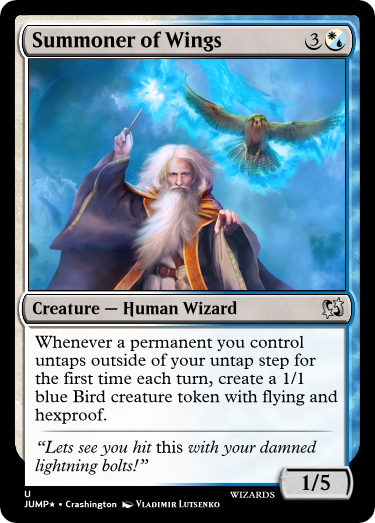 Summoner of Wings 3
Creature — Human Wizard
Whenever a permanent you control
untaps outside of your untap step for
the first time each turn, create a 1/1
blue Bird creature token with flying and
hexproof.
“Lets see you hit this with your damned
lightning bolts!”
1/5
U
JUMP★ • Crashington Vladimir Lutsenko
WIZARDS